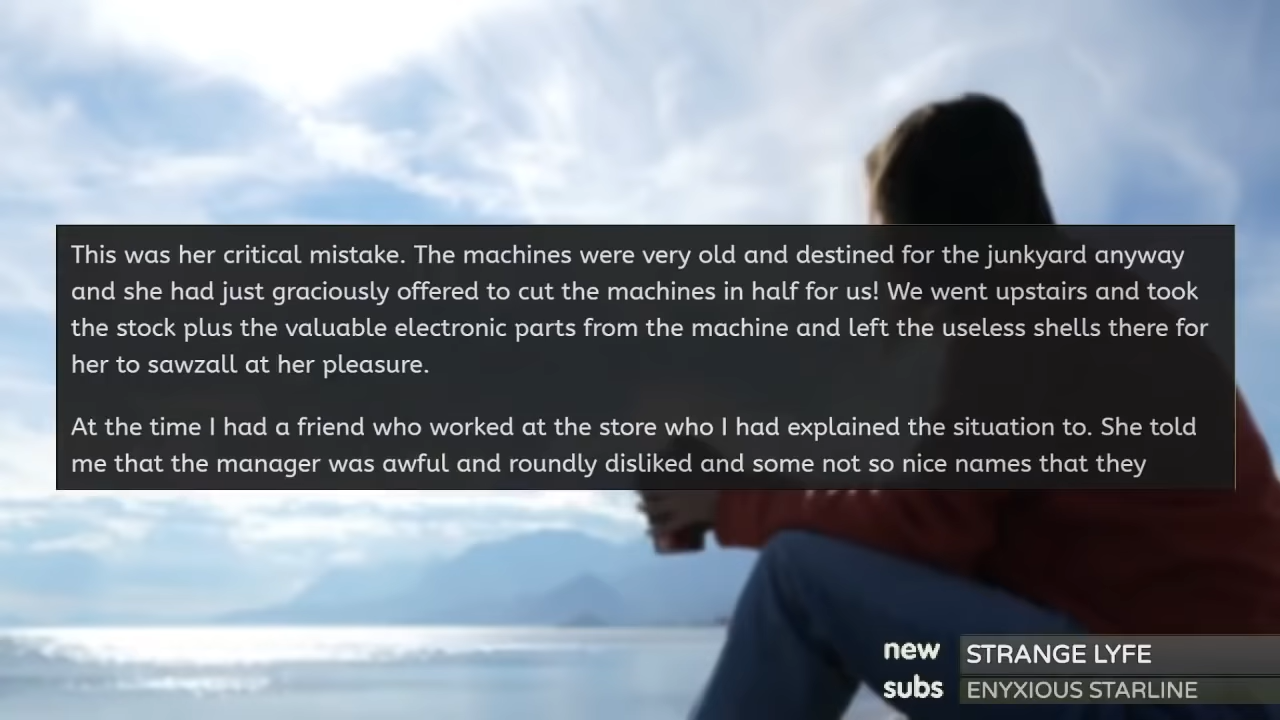 This was her critical mistake. The machines were very old and destined for the junkyard anyway
and she had just graciously offered to cut the machines in half for us! We went upstairs and took
the stock plus the valuable electronic parts from the machine and left the useless shells there for
her to sawzall at her pleasure.
At the time I had a friend who worked at the store who I had explained the situation to. She told
me that the manager was awful and roundly disliked and some not so nice names that they
new
STRANGE LYFE
subs
ENYXIOUS STARLINE